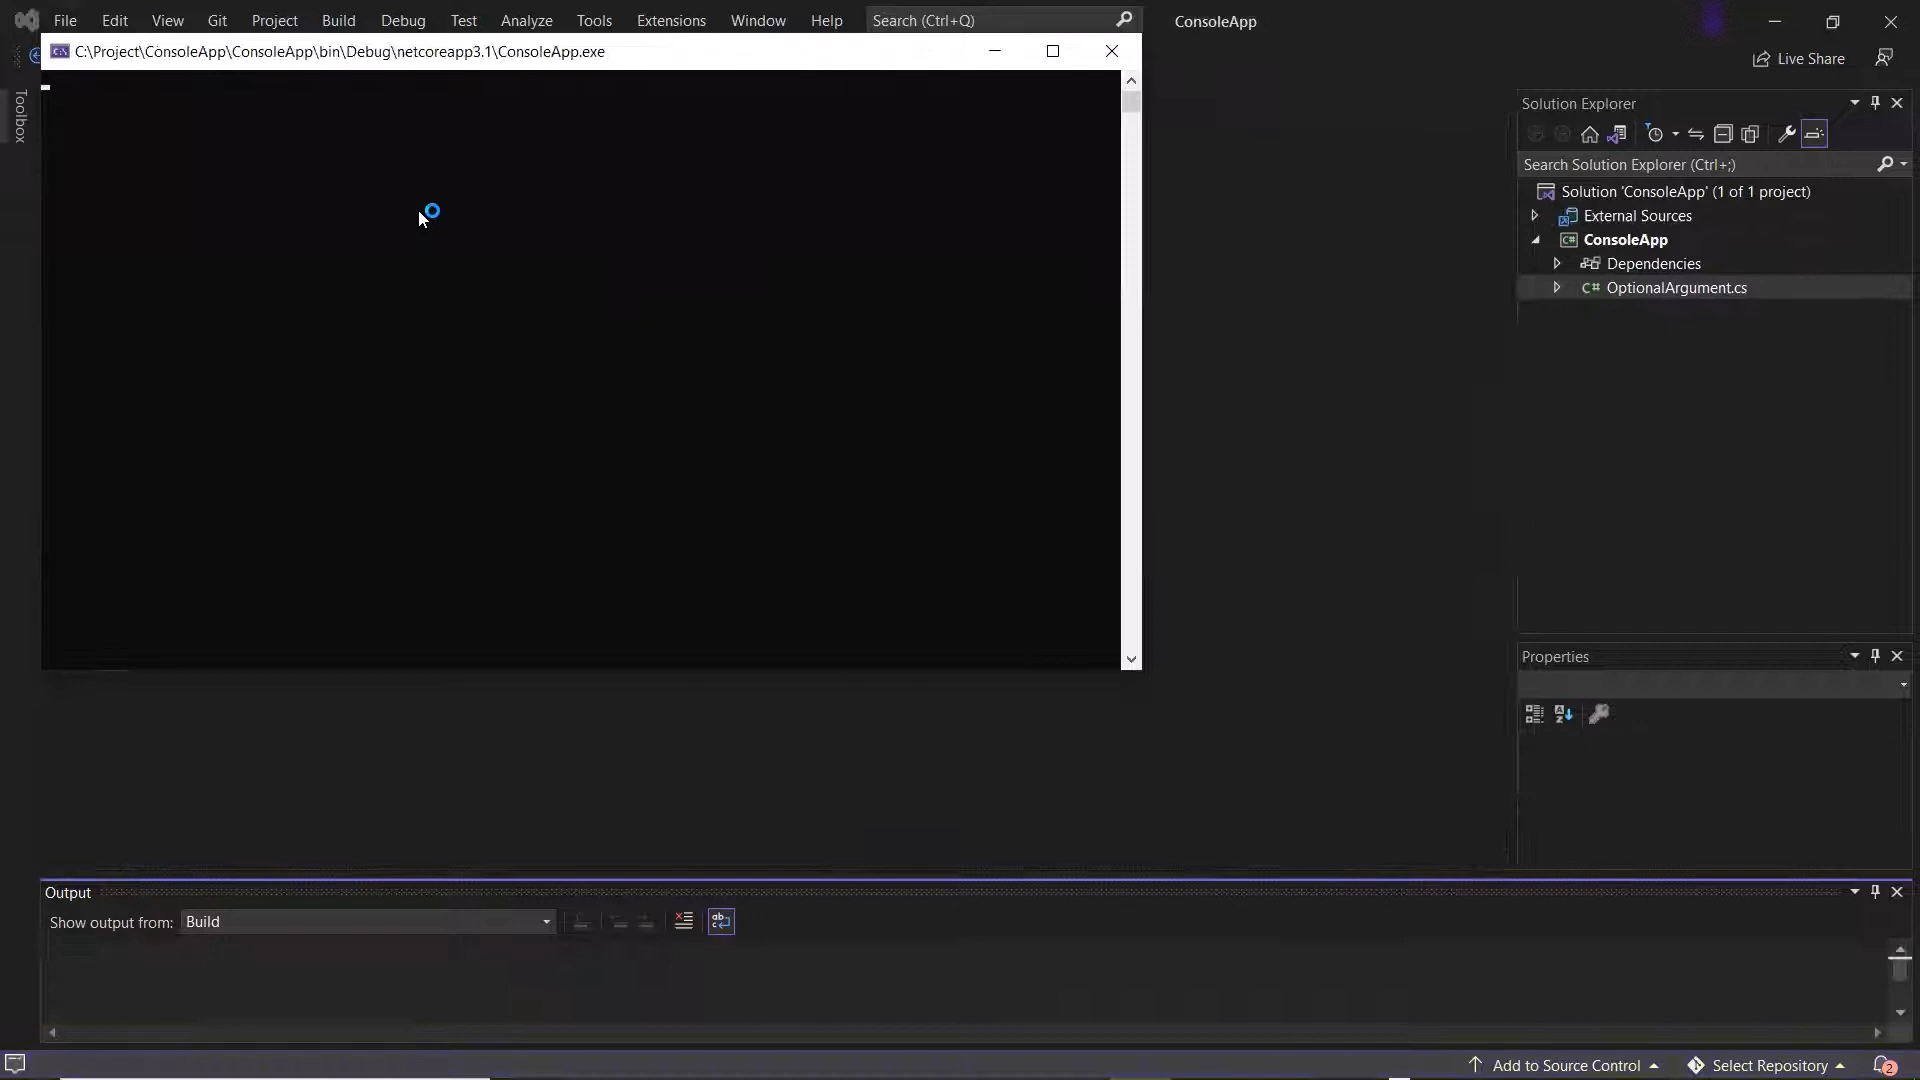 File Edit View Git Project Build Debug Test Analyze Tools Extensions Window Help Search (Ctrl+Q) ConsoleApp
C:\Project\ConsoleApp\ConsoleApp\bin\Debug\netcoreapp3.1\ConsoleApp.exe
Live Share
Toolbox
Solution Explorer
Search Solution Explorer (Ctrl+;)
Solution 'ConsoleApp' (1 of 1 project)
External Sources
C# ConsoleApp
Dependencies
C# OptionalArgument.cs
Properties
Output
Show output from: Build
Add to Source Control
Select Repository
2